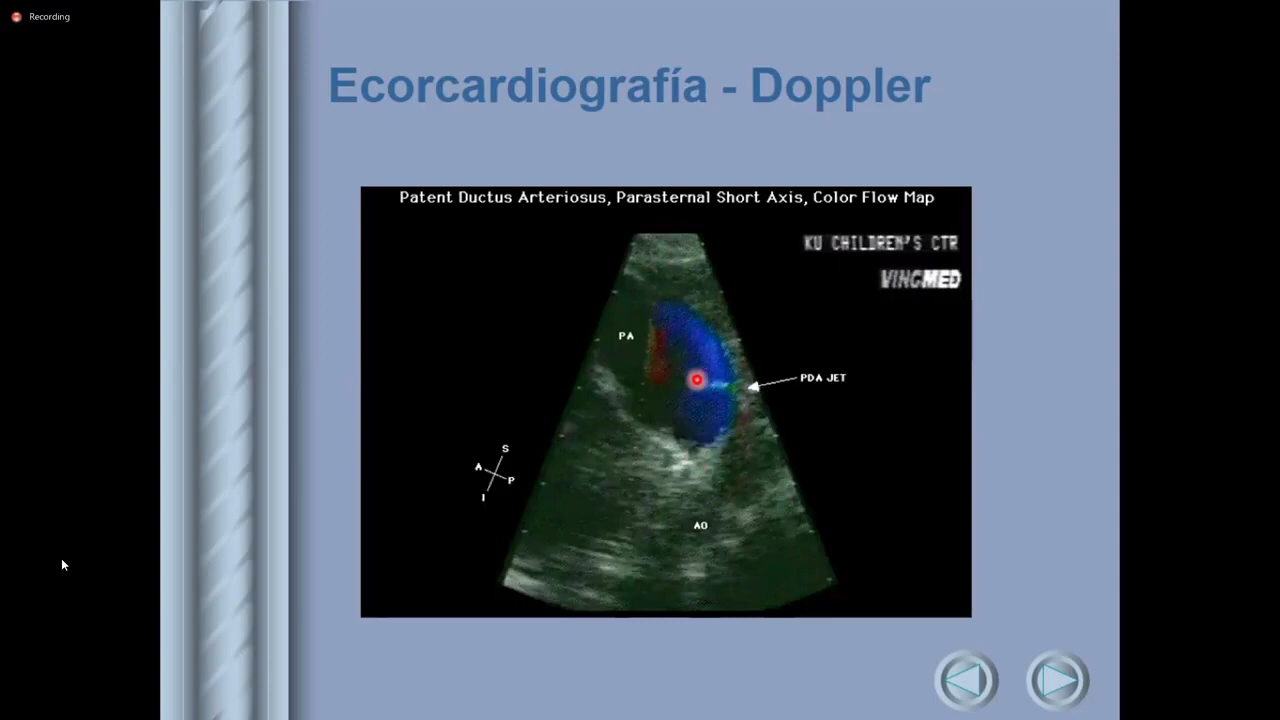 Recording
Ecorcardiografía - Doppler
Patent Ductus Arteriosus, Parasternal Short Axis, Color Flow Map
KU CHILDREN'S CTR
VINGMED
PA
PDA JET
S
A
P
I
AO